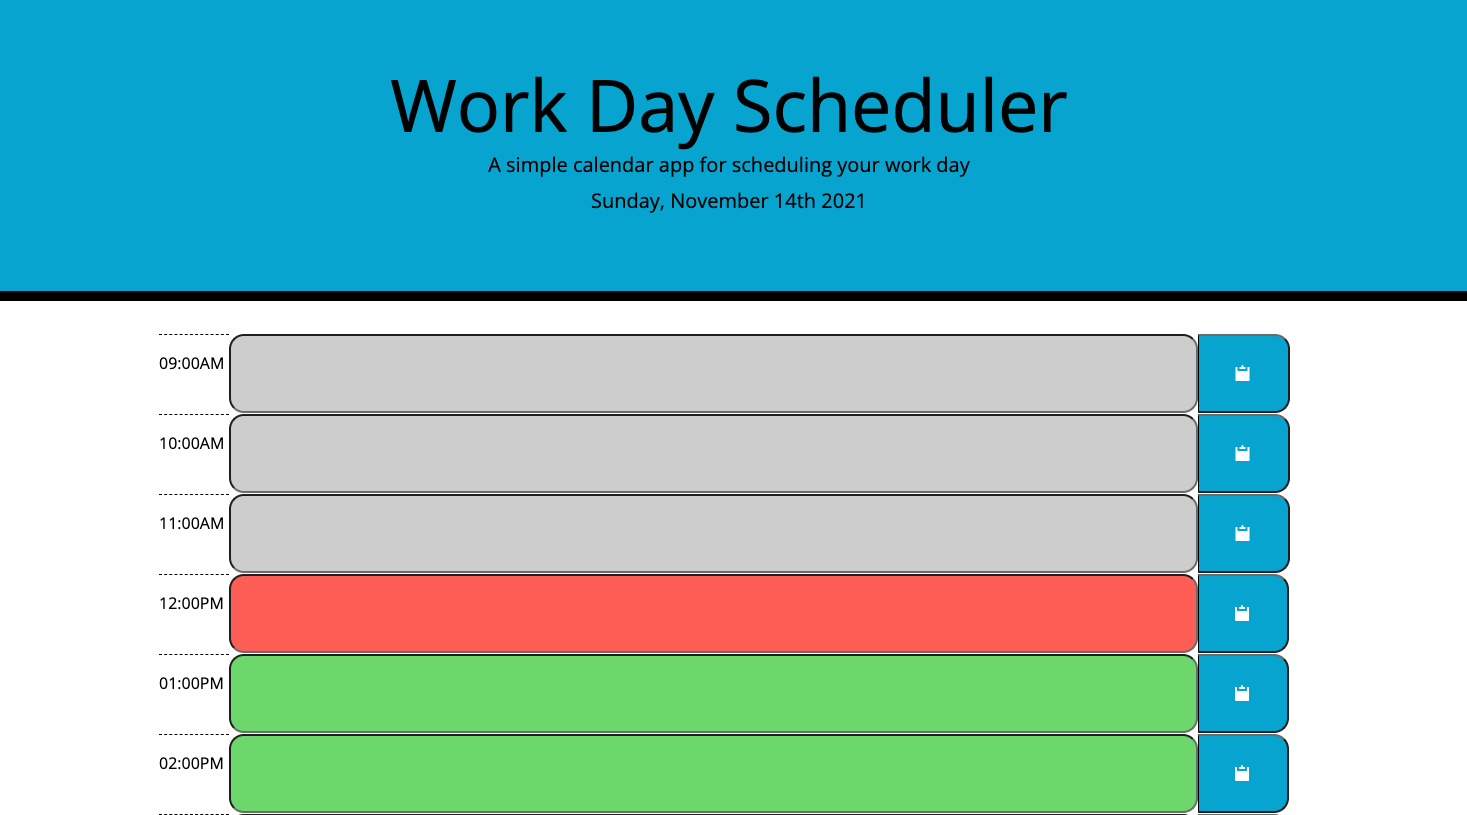 Work Day Scheduler
A simple calendar app for scheduling your work day
Sunday, November 14th 2021
09:00AM
10:00AM
11:00AM
12:00PM
01:00PM
02:00PM